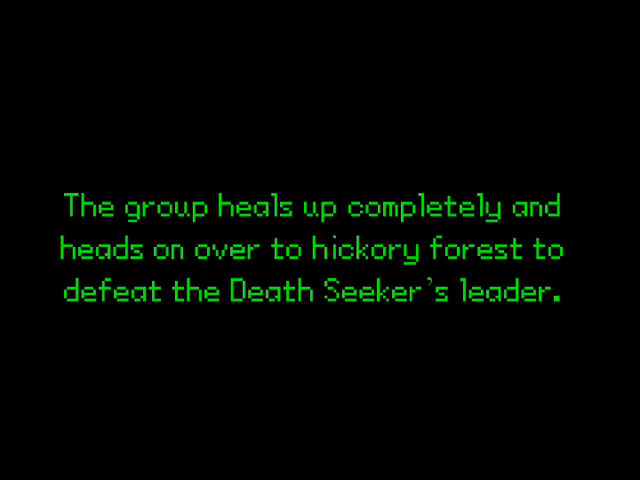 The group heals up completely and
heads on over to hickory forest to
defeat the Death Seeker's leader.